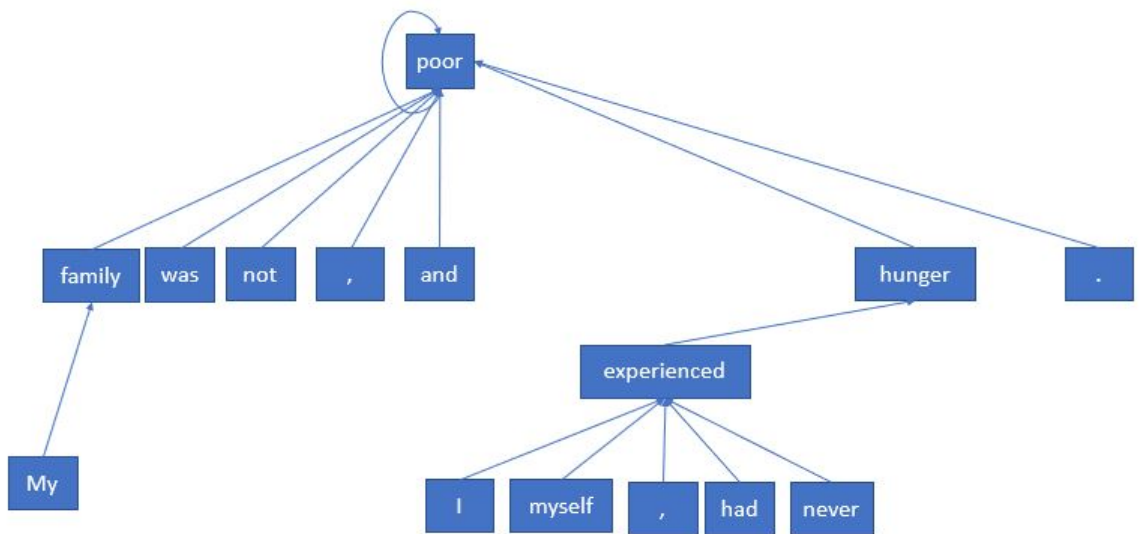 poor
family was not , and hunger .
experienced
My I myself , had never